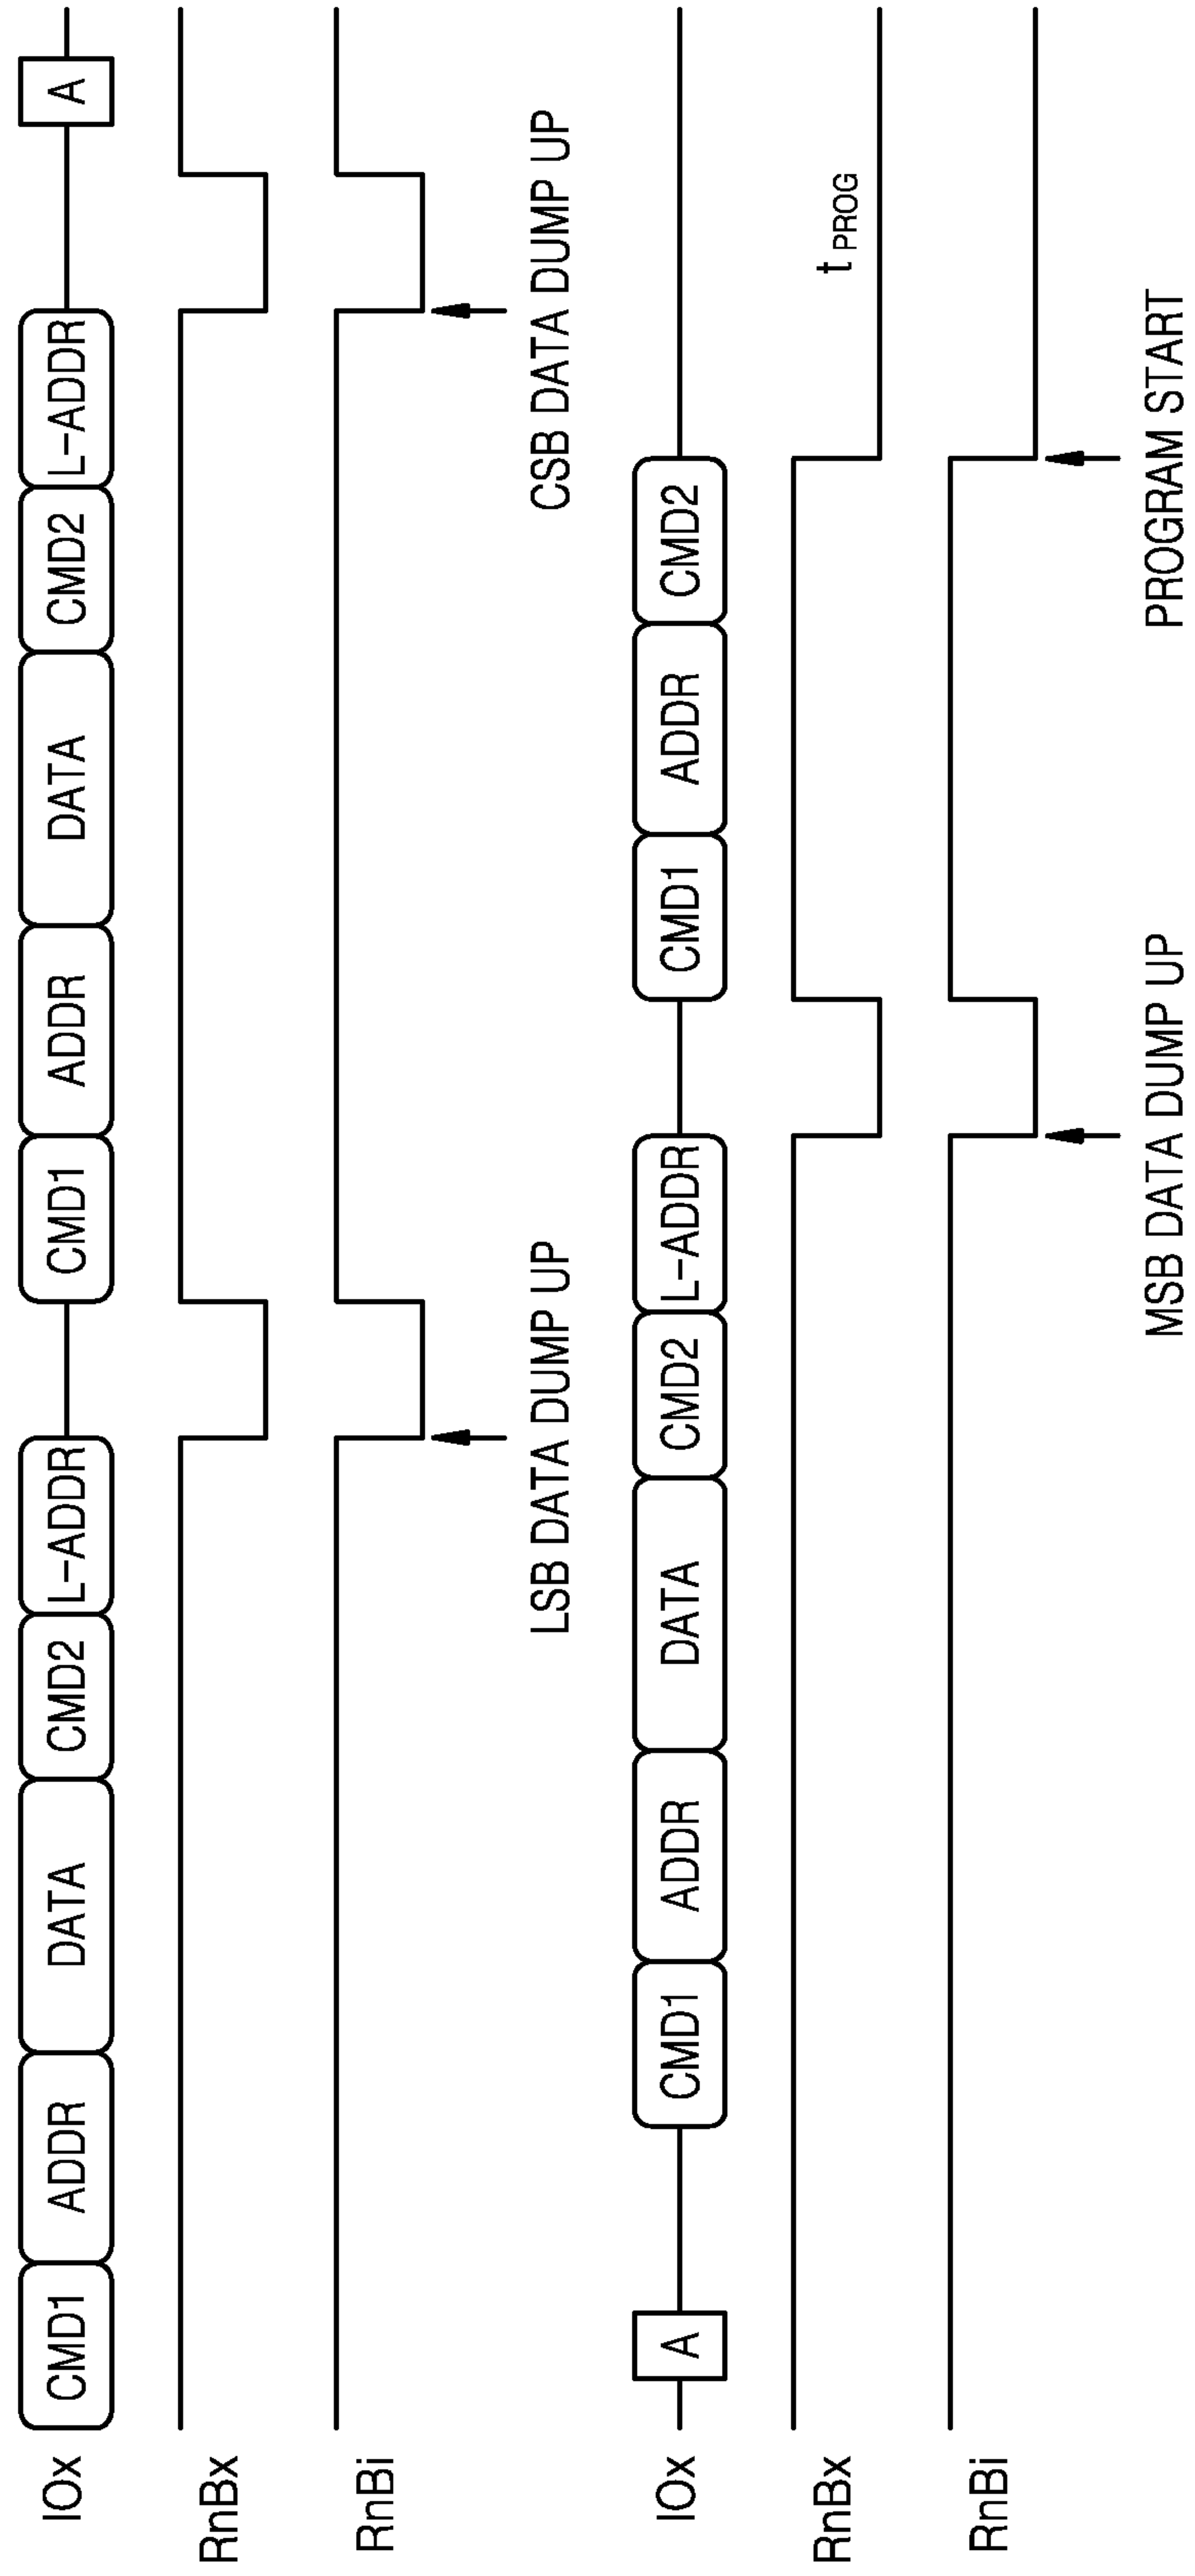 IOx CMD1 ADDR DATA CMD2 L-ADDR CMD1 ADDR DATA CMD2 L-ADDR A
RnBx
RnBi
LSB DATA DUMP UP CSB DATA DUMP UP
IOx A CMD1 ADDR DATA CMD2 L-ADDR CMD1 ADDR CMD2
RnBx tPROG
RnBi
MSB DATA DUMP UP PROGRAM START